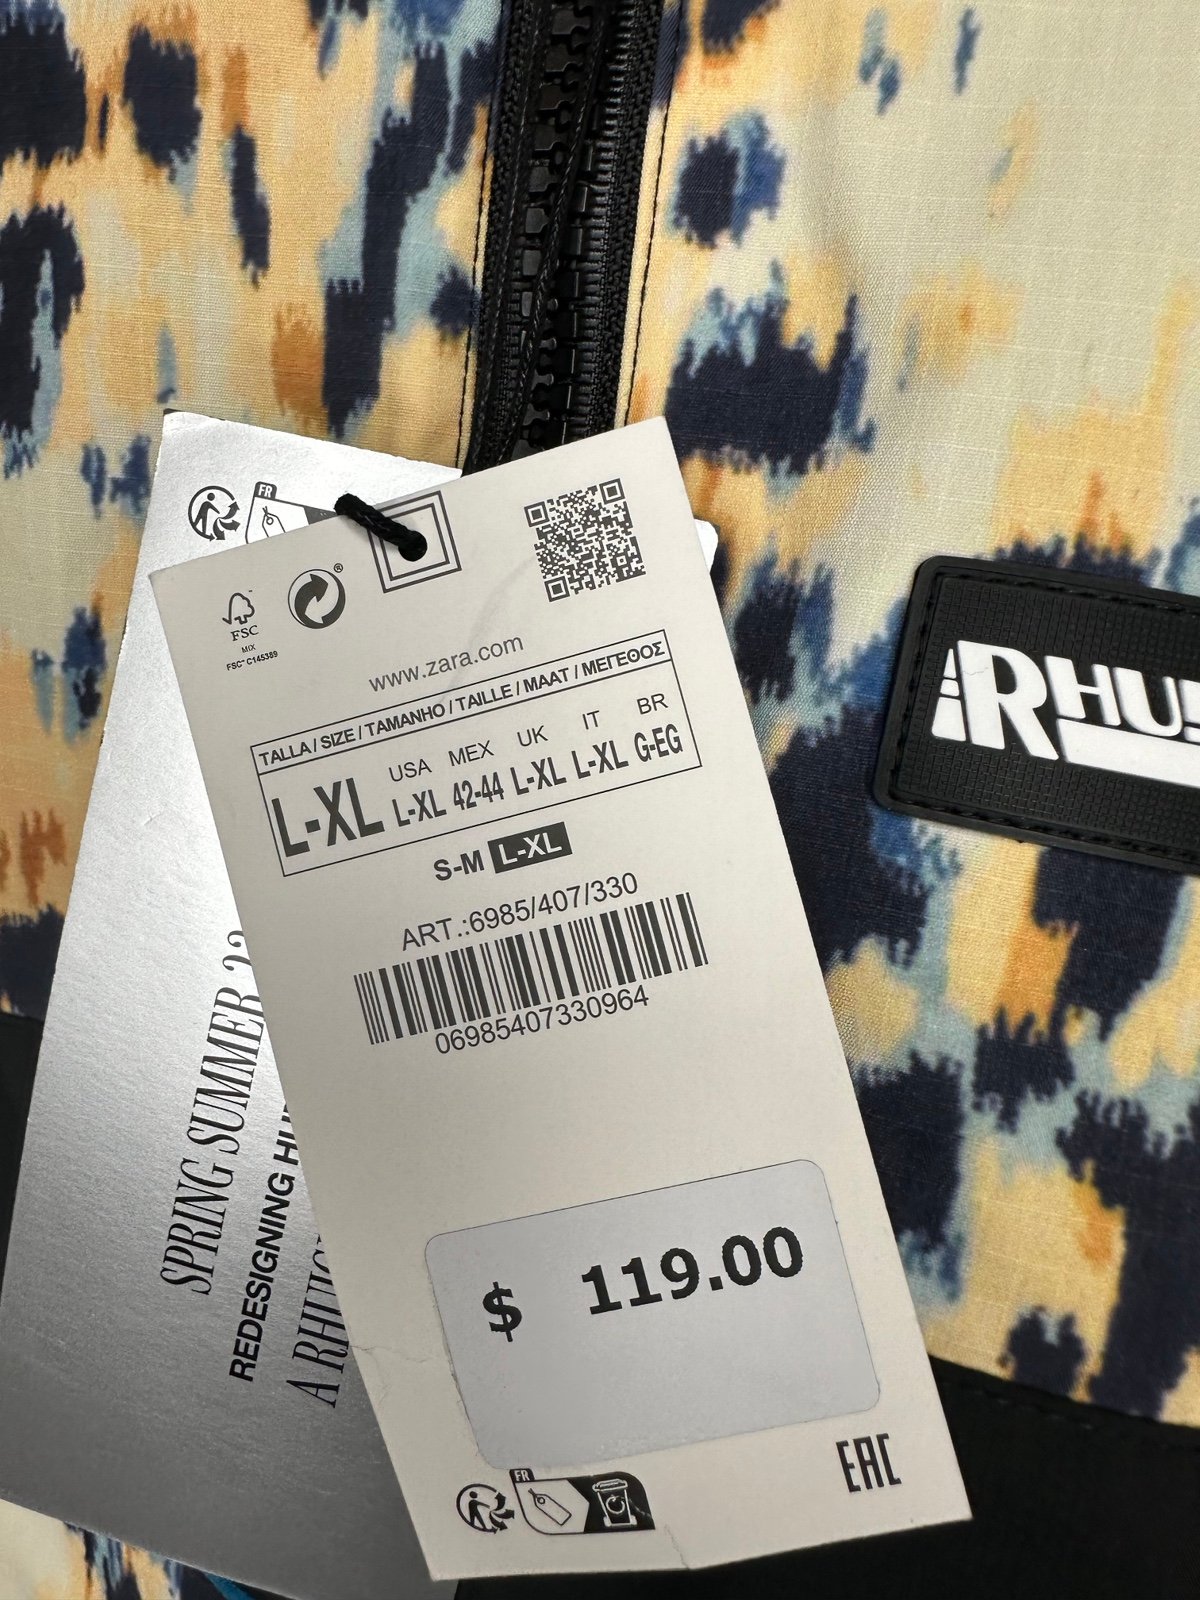 FR
FSC
MIX
FSC™ C145389
®
www.zara.com
TALLA / SIZE / TAMANHO / TAILLE / MAAT / ΜΕΓΕΘΟΣ
USA MEX UK IT BR
L-XL L-XL 42-44 L-XL L-XL G-EG
S-M L-XL
ART.:6985/407/330
06985407330964
$ 119.00
FR
EAC
SPRING SUMMER 23
REDESIGNING
A